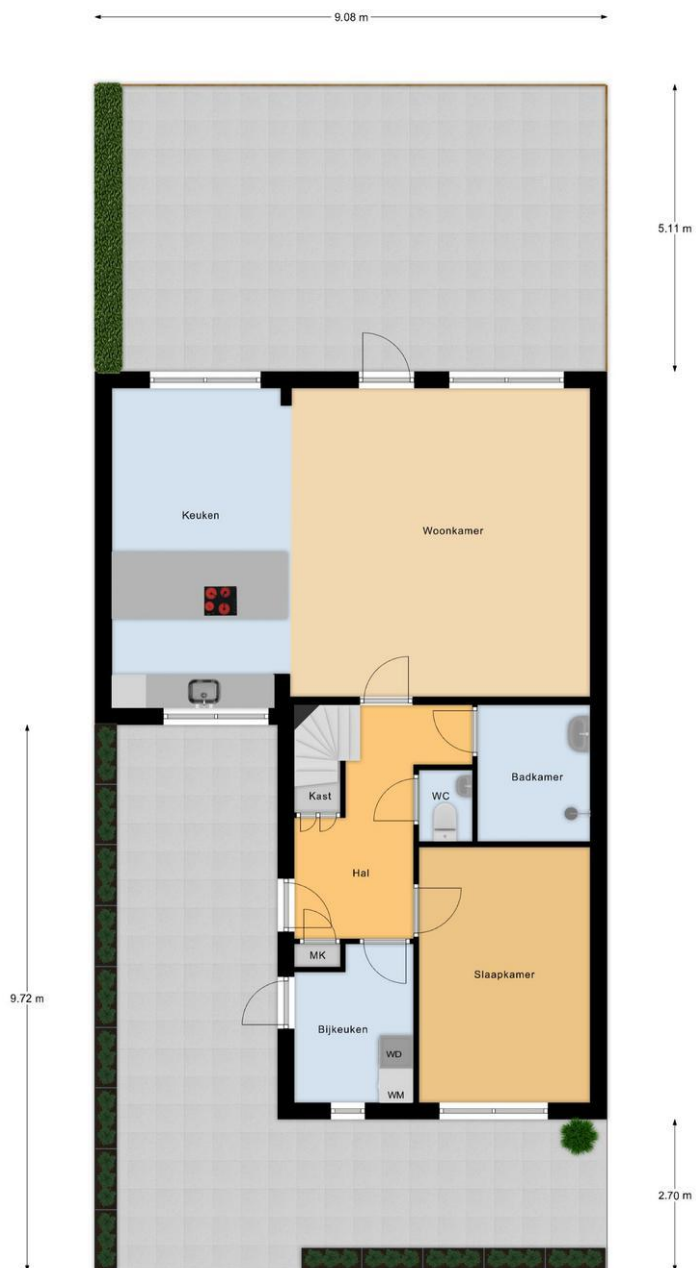 9.08 m
5.11 m
Keuken
Woonkamer
Badkamer
Kast
WC
Hal
MK
Slaapkamer
9.72 m
Bijkeuken
WD
WM
2.70 m